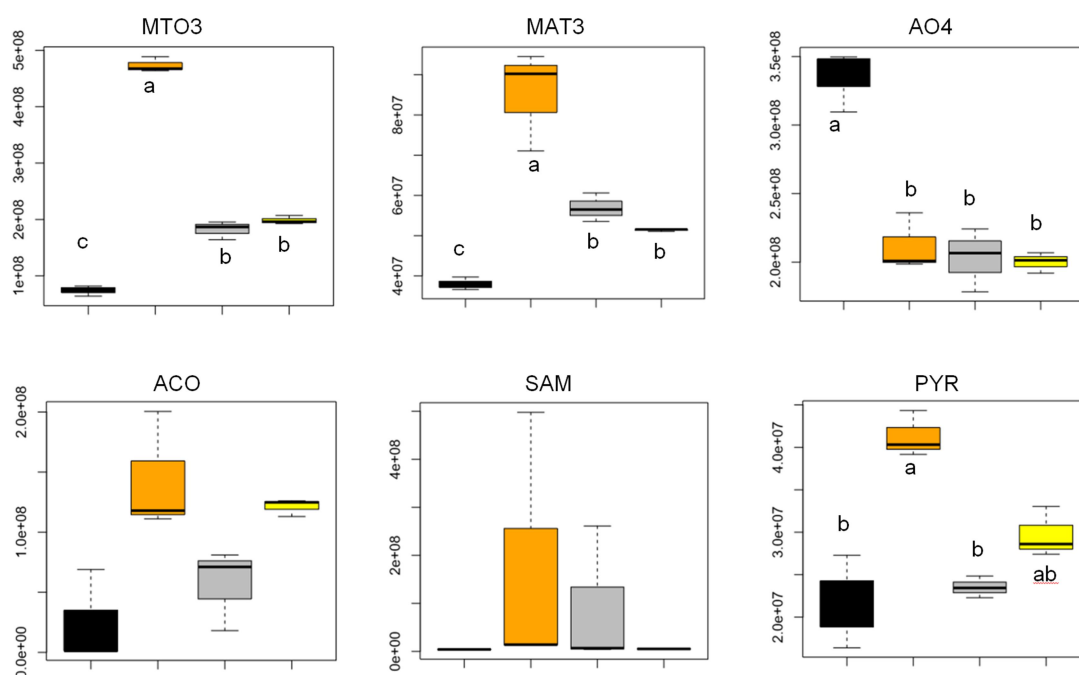 MTO3
MAT3
AO4
5e+08
4e+08
3e+08
2e+08
1e+08
c
a
b
b
8e+07
6e+07
4e+07
c
a
b
b
3.5e+08
3.0e+08
2.5e+08
2.0e+08
a
b
b
b
ACO
SAM
PYR
2.0e+08
1.0e+08
0.0e+00
4e+08
2e+08
0e+00
4.0e+07
3.0e+07
2.0e+07
b
a
b
ab